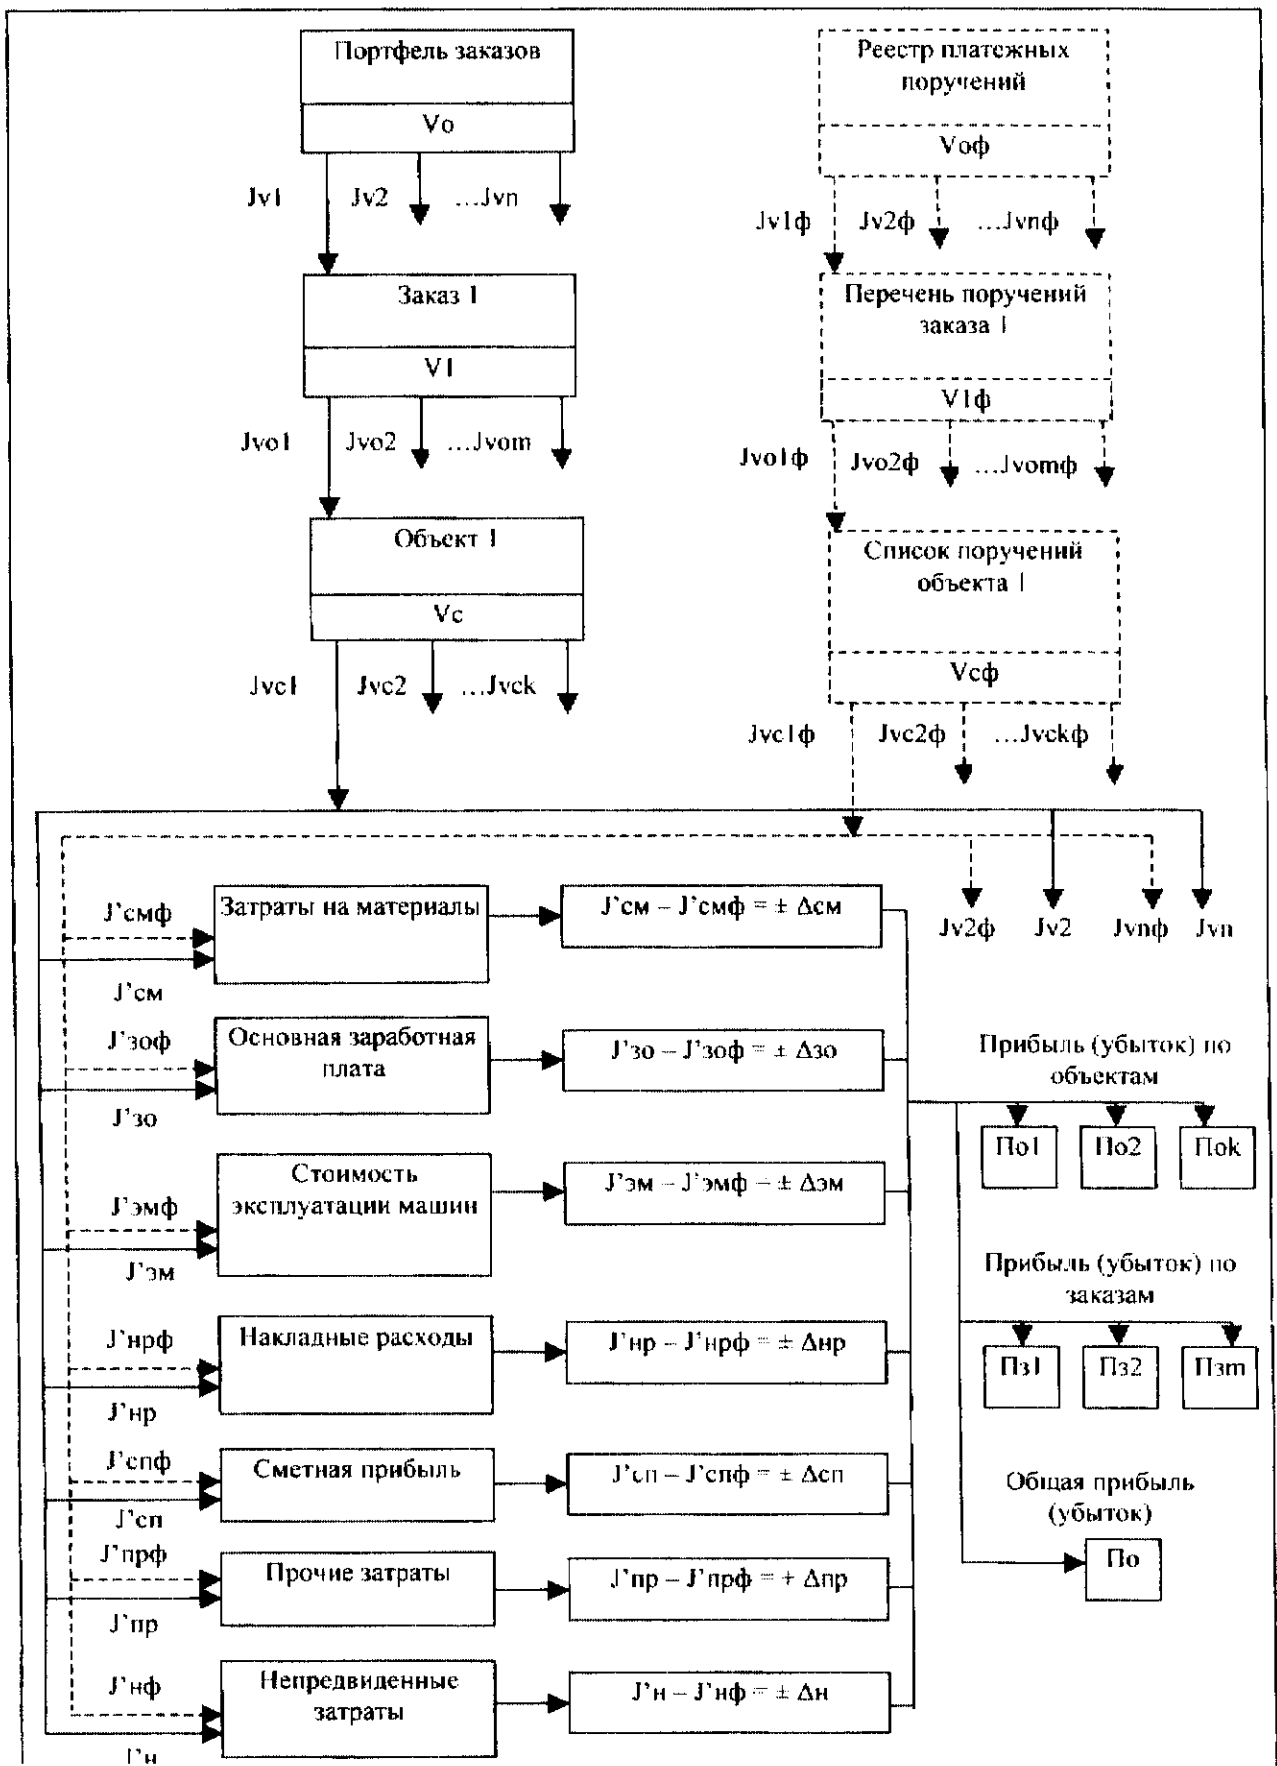 Портфель заказов
Vо
Jv1 Jv2 ...Jvn
Заказ 1
V1
Jvo1 Jvo2 ...Jvom
Объект 1
Vc
Jvc1 Jvc2 ...Jvck
Реестр платежных
поручений
Vоф
Jv1ф Jv2ф ...Jvnф
Перечень поручений
заказа 1
V1ф
Jvo1ф Jvo2ф ...Jvomф
Список поручений
объекта 1
Vcф
Jvc1ф Jvc2ф ...Jvckф
J'смф
Затраты на материалы
J'см – J'смф = ± Δсм
J'см
Jv2ф Jv2 Jvnф Jvn
J'зоф
Основная заработная
плата
J'зо – J'зоф = ± Δзо
J'зо
J'эмф
Стоимость
эксплуатации машин
J'эм – J'эмф – ± Δэм
J'эм
J'нрф
Накладные расходы
J'нр – J'нрф = ± Δнр
J'нр
J'спф
Сметная прибыль
J'сп – J'спф = ± Δсп
J'сп
J'прф
Прочие затраты
J'пр – J'прф = + Δпр
J'пр
J'нф
Непредвиденные
затраты
J'н – J'нф = ± Δн
J'н
Прибыль (убыток) по
объектам
По1 По2 Поk
Прибыль (убыток) по
заказам
Пз1 Пз2 Пзm
Общая прибыль
(убыток)
По